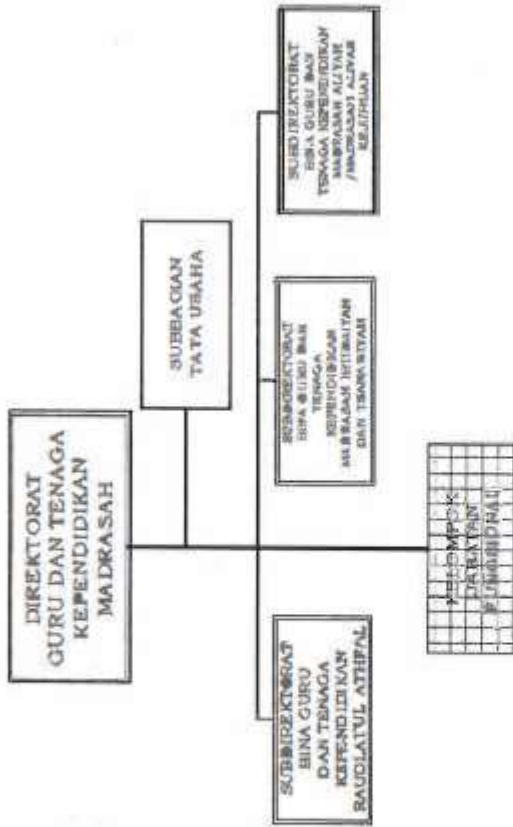 DIREKTORAT
GURU DAN TENAGA
KEPENDIDIKAN
MADRASAH
SUBBAGIAN
TATA USAHA
SUBDIREKTORAT
BINA GURU
DAN TENAGA
KEPENDIDIKAN
RAUDLATUL ATHFAL
SUBDIREKTORAT
BINA GURU DAN
TENAGA
KEPENDIDIKAN
MADRASAH IBTIDAIYAH
DAN TSANAWIYAH
SUBDIREKTORAT
BINA GURU DAN
TENAGA KEPENDIDIKAN
MADRASAH ALIYAH
/MADRASAH ALIYAH
KEJURUAN
KELOMPOK
JABATAN
FUNGSIONAL